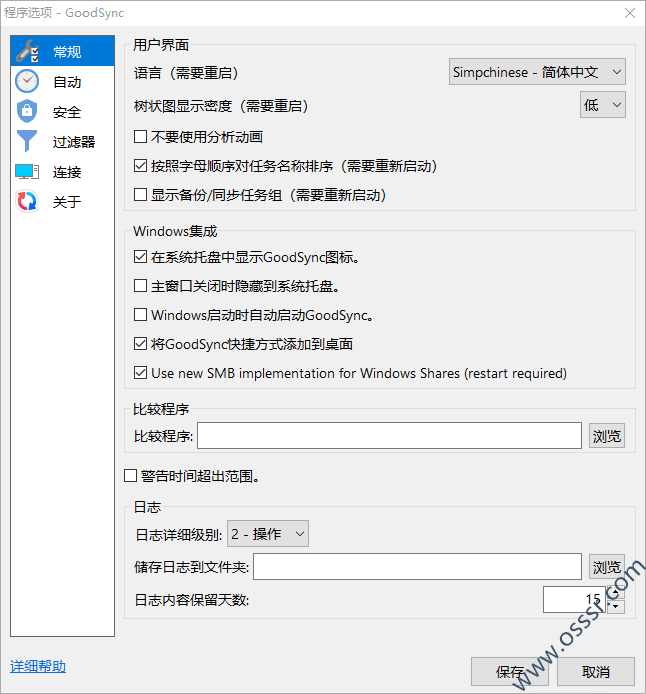 程序选项 - GoodSync
常规
自动
安全
过滤器
连接
关于
用户界面
语言（需要重启）
Simpchinese - 简体中文
树状图显示密度（需要重启）
低
不要使用分析动画
按照字母顺序对任务名称排序（需要重新启动）
显示备份/同步任务组（需要重新启动）
Windows集成
在系统托盘中显示GoodSync图标。
主窗口关闭时隐藏到系统托盘。
Windows启动时自动启动GoodSync。
将GoodSync快捷方式添加到桌面
Use new SMB implementation for Windows Shares (restart required)
比较程序
比较程序:
浏览
警告时间超出范围。
日志
日志详细级别:
2 - 操作
储存日志到文件夹:
浏览
日志内容保留天数:
15
详细帮助
保存
取消
www.osssr.com